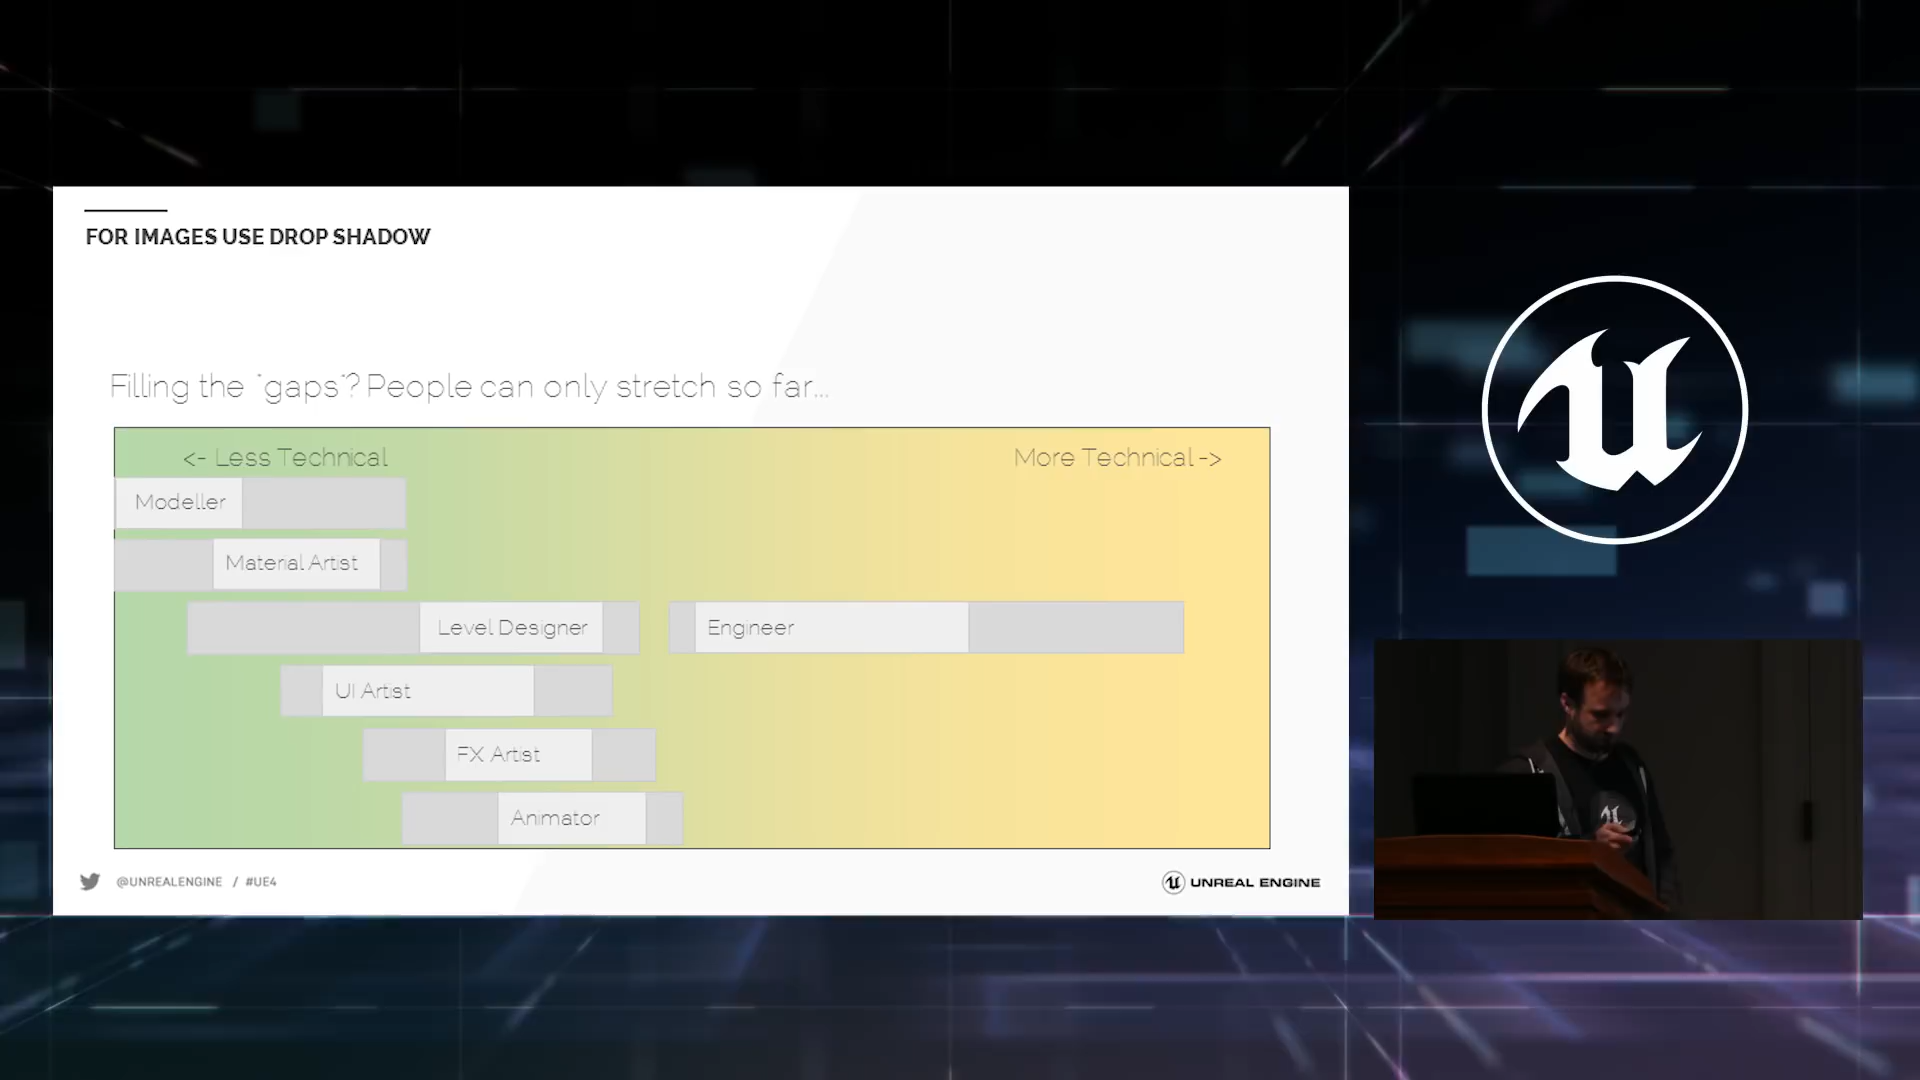 FOR IMAGES USE DROP SHADOW
Filling the "gaps"? People can only stretch so far...
<- Less Technical
More Technical ->
Modeller
Material Artist
Level Designer
Engineer
UI Artist
FX Artist
Animator
@UNREALENGINE / #UE4
UNREAL ENGINE